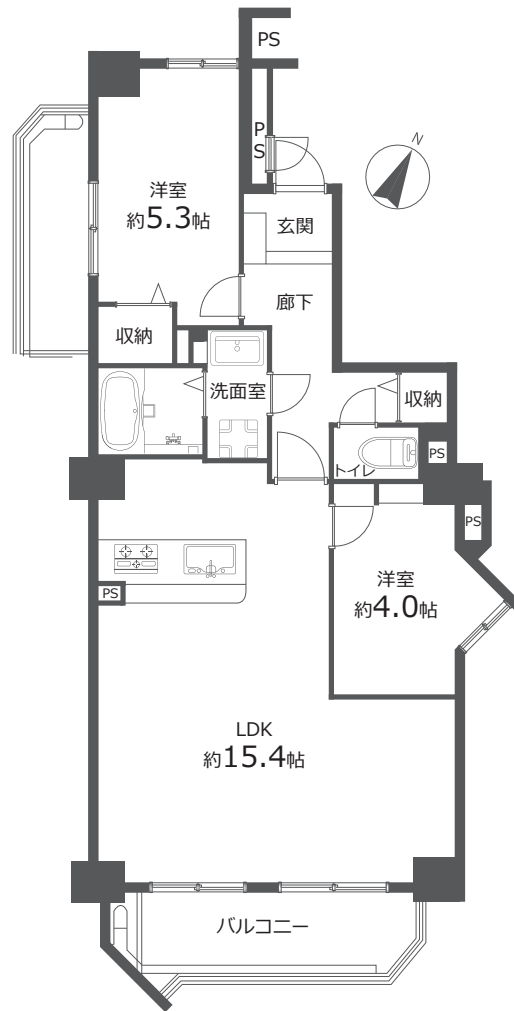 PS
PS
N
洋室
約5.3帖
玄関
廊下
収納
洗面室
収納
トイレ
PS
PS
洋室
約4.0帖
PS
LDK
約15.4帖
バルコニー